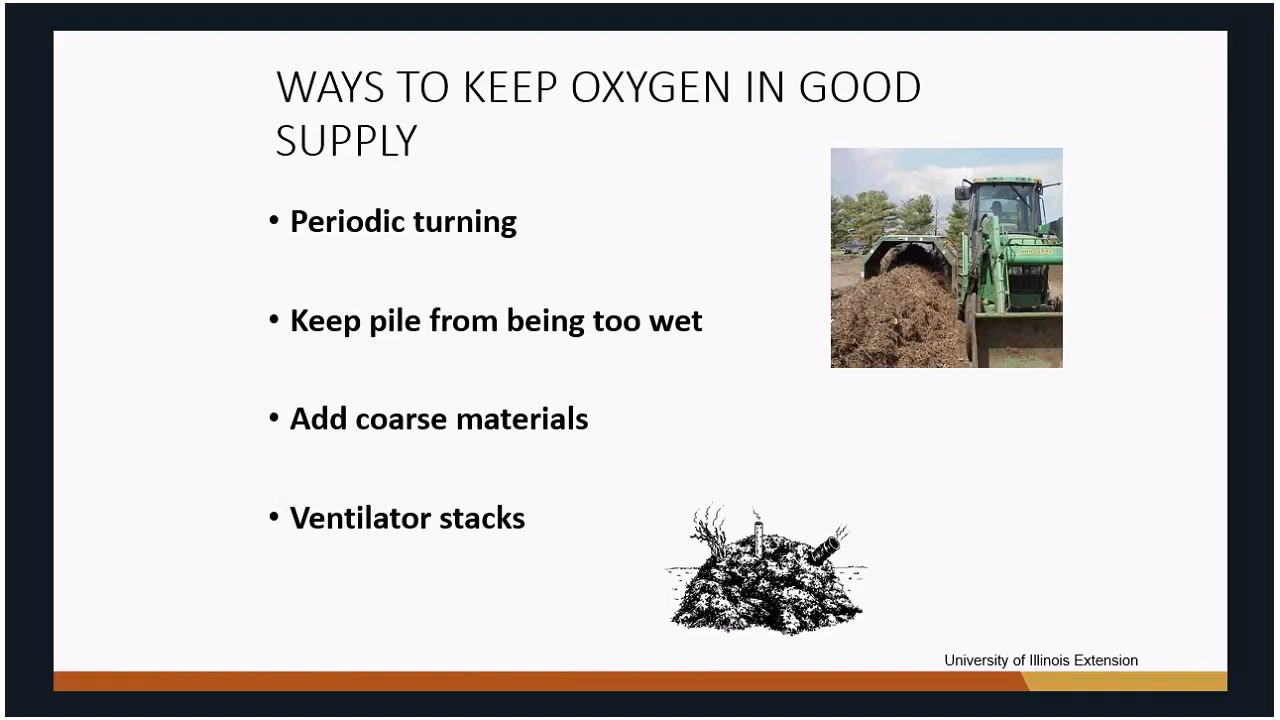 WAYS TO KEEP OXYGEN IN GOOD
SUPPLY
• Periodic turning
• Keep pile from being too wet
• Add coarse materials
• Ventilator stacks
University of Illinois Extension